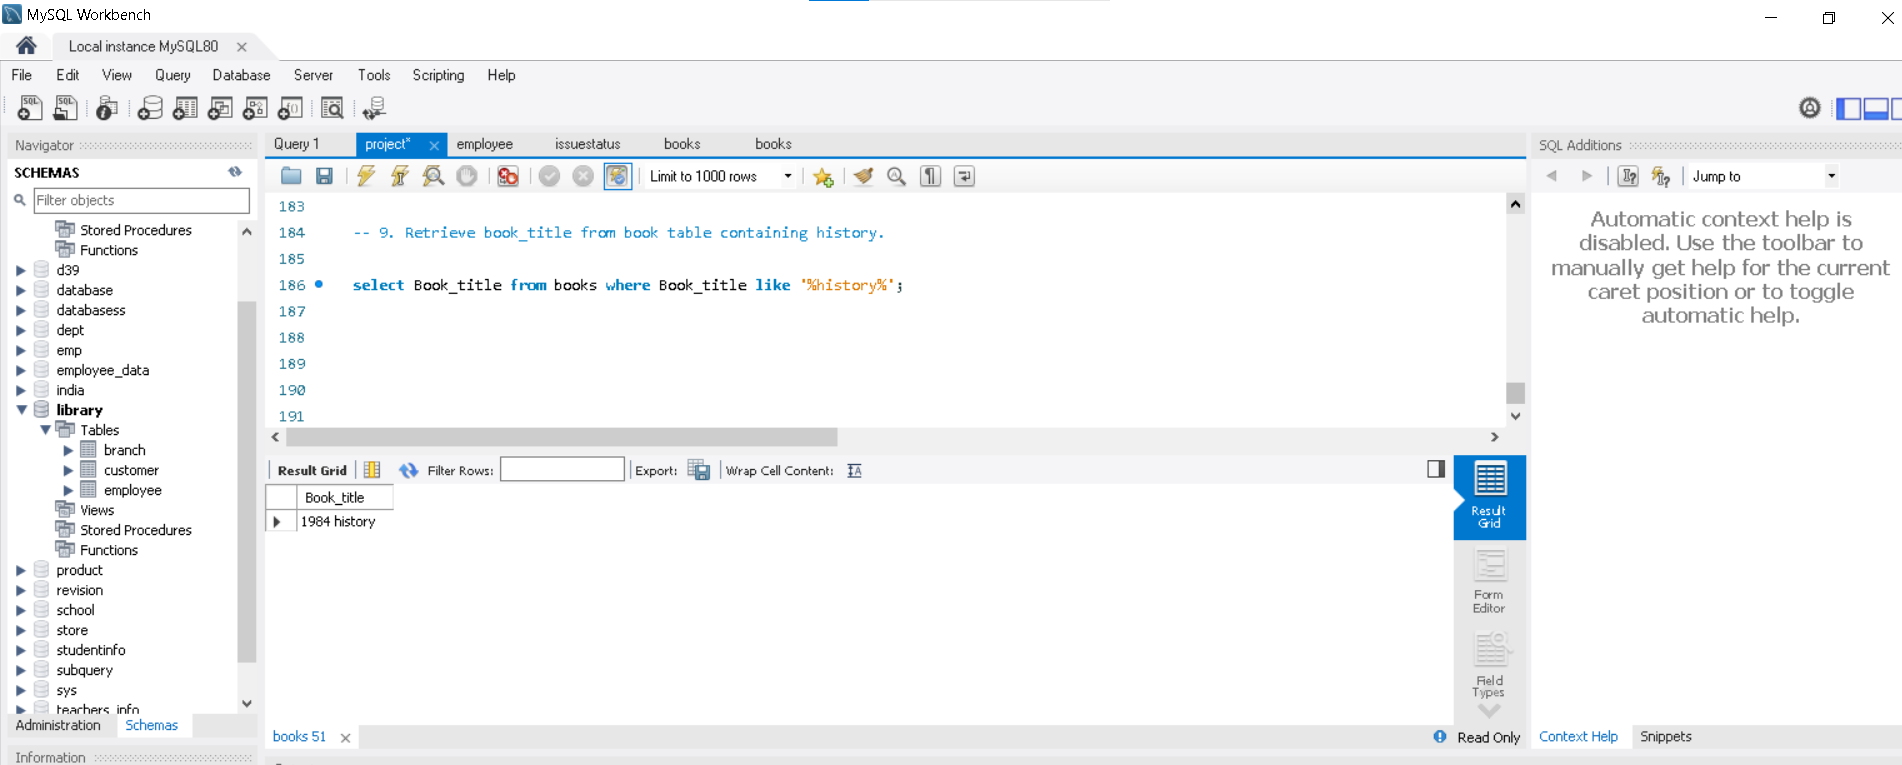 MySQL Workbench
Local instance MySQL80
File Edit View Query Database Server Tools Scripting Help
Navigator
SCHEMAS
Filter objects
Stored Procedures
Functions
d39
database
databasess
dept
emp
employee_data
india
library
Tables
branch
customer
employee
Views
Stored Procedures
Functions
product
revision
school
store
studentinfo
subquery
sys
teachers_info
Administration Schemas
Information
Query 1 project* employee issuestatus books books
Limit to 1000 rows
183
184 -- 9. Retrieve book_title from book table containing history.
185
186 select Book_title from books where Book_title like '%history%';
187
188
189
190
191
Result Grid Filter Rows: Export: Wrap Cell Content:
Book_title
1984 history
Result
Grid
Form
Editor
Field
Types
books 51
Read Only
SQL Additions
Jump to
Automatic context help is
disabled. Use the toolbar to
manually get help for the current
caret position or to toggle
automatic help.
Context Help Snippets